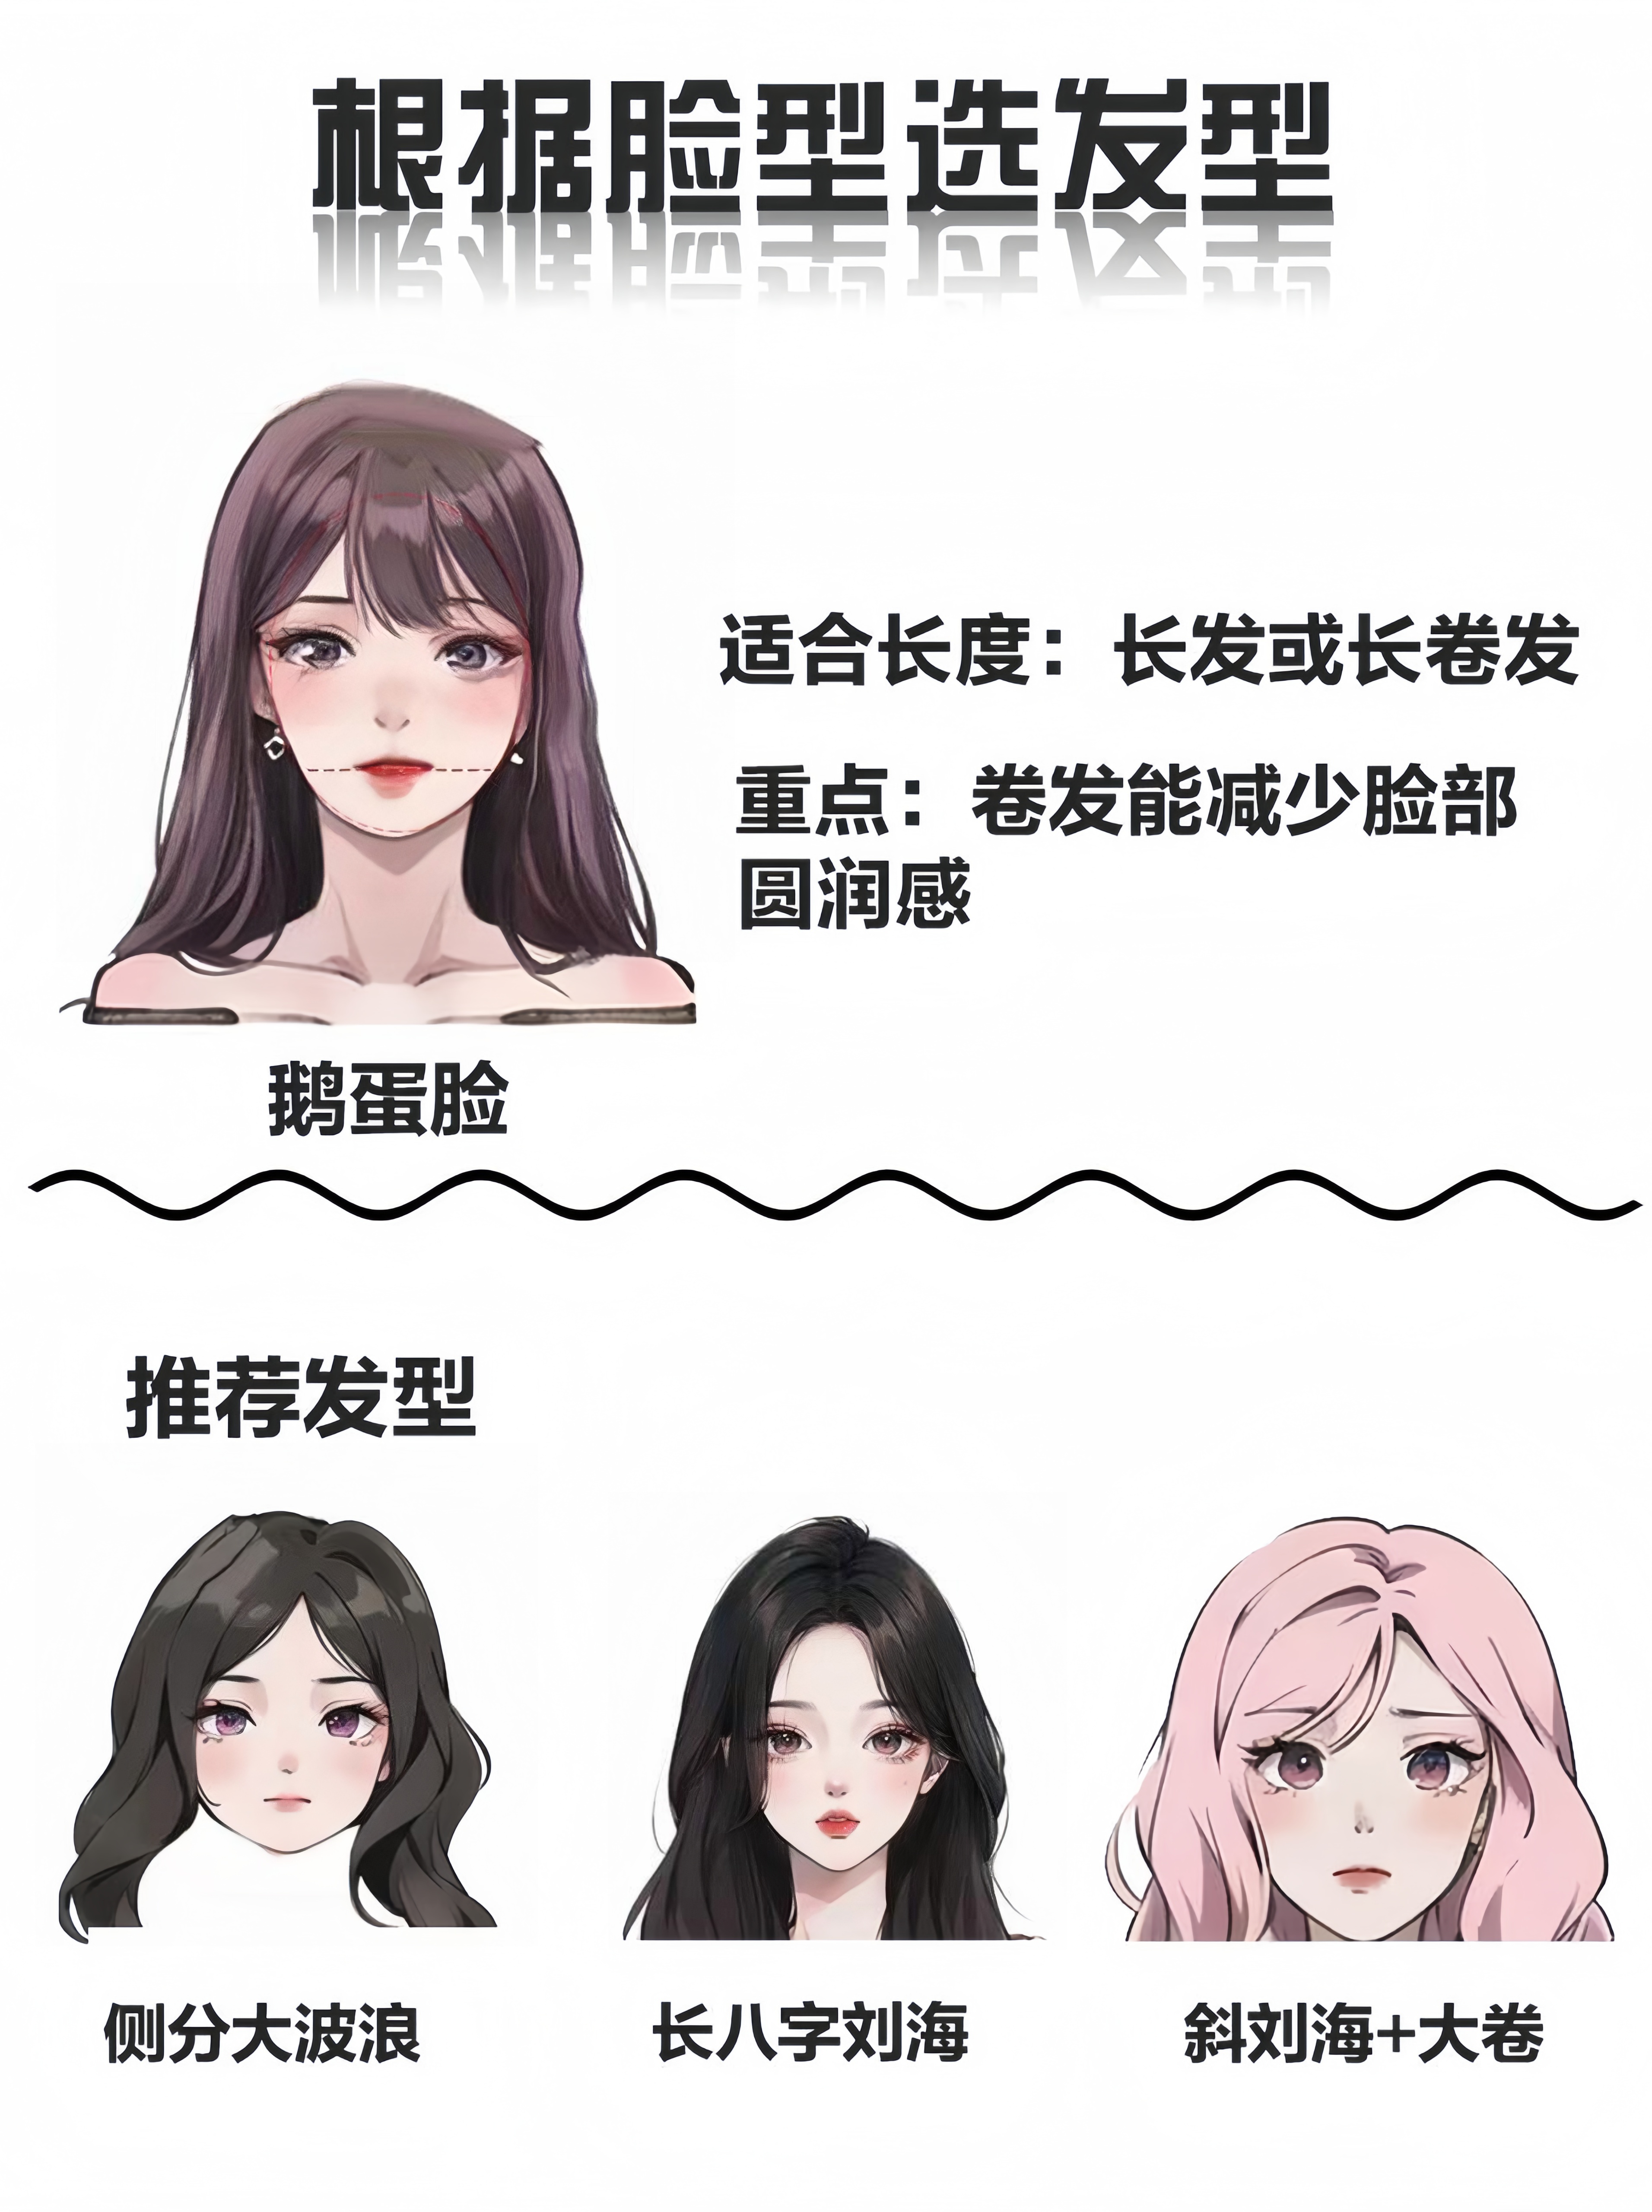 根据脸型选发型
适合长度：长发或长卷发
重点：卷发能减少脸部
圆润感
鹅蛋脸
推荐发型
侧分大波浪
长八字刘海
斜刘海+大卷